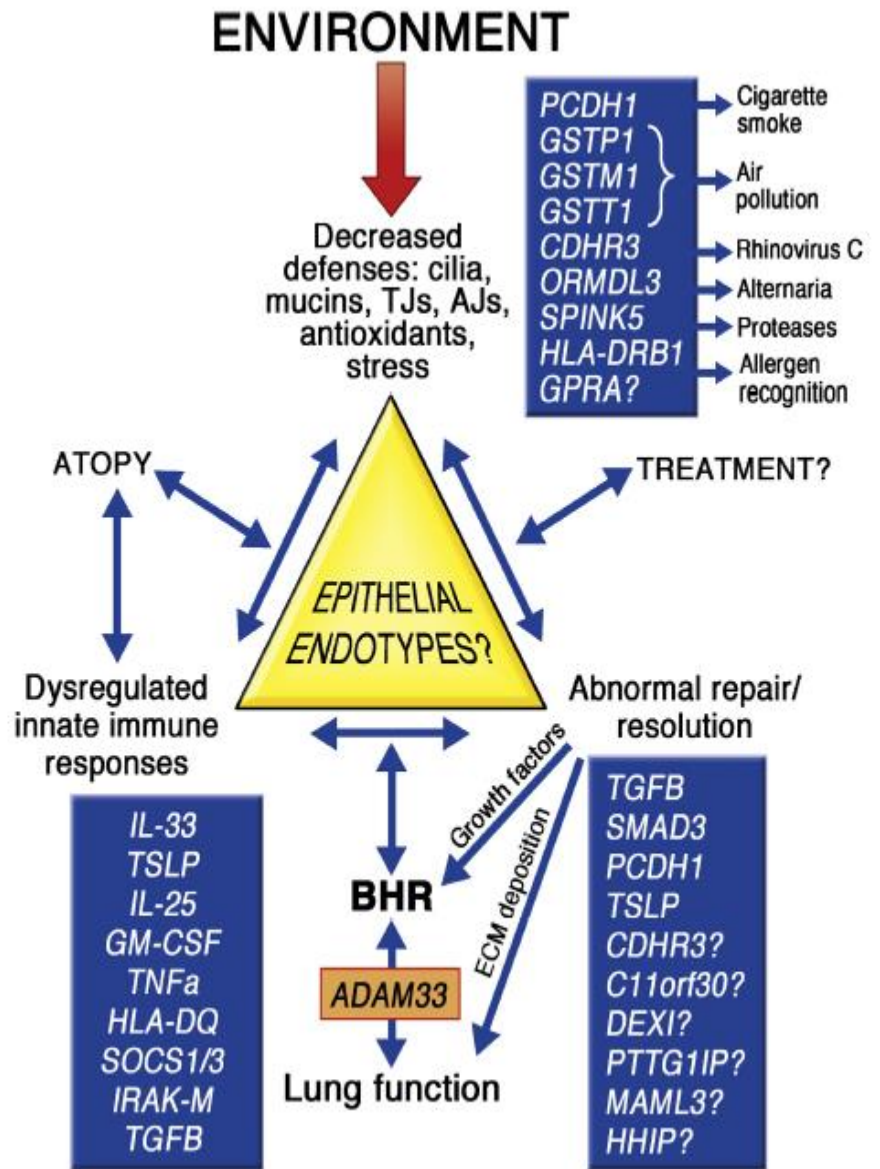 ENVIRONMENT
PCDH1
GSTP1
GSTM1
GSTT1
CDHR3
ORMDL3
SPINK5
HLA-DRB1
GPRA?
Cigarette
smoke
Air
pollution
Rhinovirus C
Alternaria
Proteases
Allergen
recognition
Decreased
defenses: cilia,
mucins, TJs, AJs,
antioxidants,
stress
ATOPY
TREATMENT?
EPITHELIAL
ENDOTYPES?
Dysregulated
innate immune
responses
Abnormal repair/
resolution
IL-33
TSLP
IL-25
GM-CSF
TNFa
HLA-DQ
SOCS1/3
IRAK-M
TGFB
Growth factors
ECM deposition
BHR
ADAM33
Lung function
TGFB
SMAD3
PCDH1
TSLP
CDHR3?
C11orf30?
DEXI?
PTTG1IP?
MAML3?
HHIP?